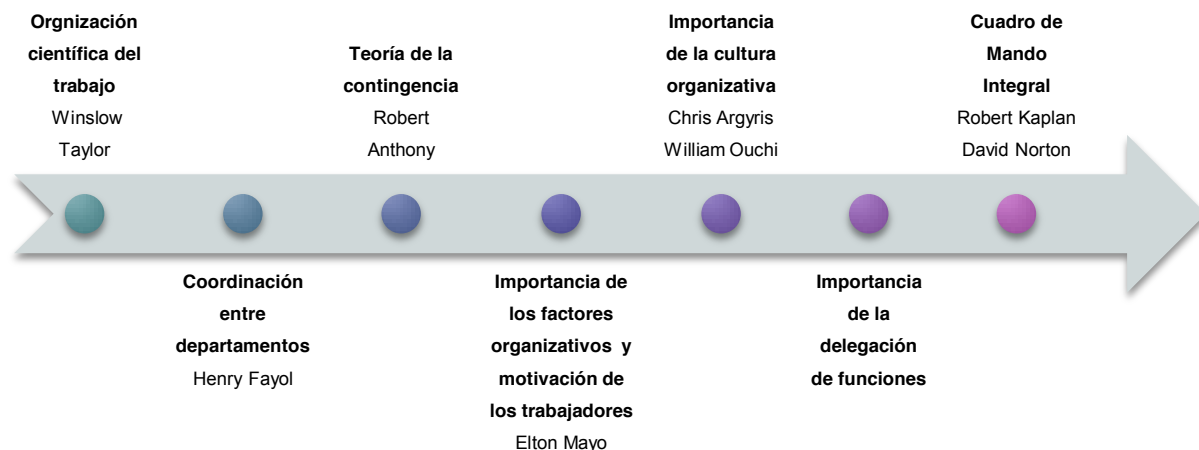 Orgnización
científica del
trabajo
Winslow
Taylor
Coordinación
entre
departamentos
Henry Fayol
Teoría de la
contingencia
Robert
Anthony
Importancia de
los factores
organizativos y
motivación de
los trabajadores
Elton Mayo
Importancia
de la cultura
organizativa
Chris Argyris
William Ouchi
Importancia
de la
delegación
de funciones
Cuadro de
Mando
Integral
Robert Kaplan
David Norton